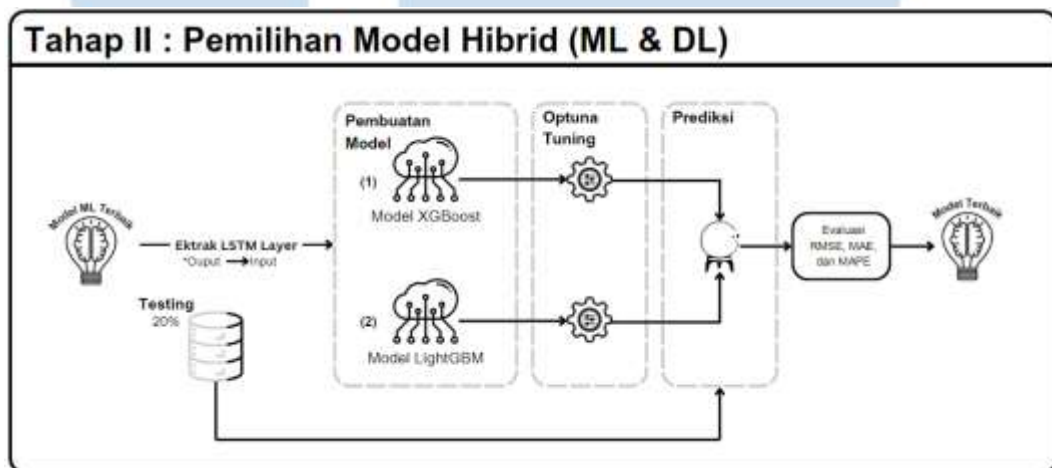 Tahap II : Pemilihan Model Hibrid (ML & DL)
Model ML Terbaik
Ektrak LSTM Layer
*Ouput → Input
Testing
20%
Pembuatan
Model
(1)
Model XGBoost
(2)
Model LightGBM
Optuna
Tuning
Prediksi
Evaluasi
RMSE, MAE,
dan MAPE
Model Terbaik